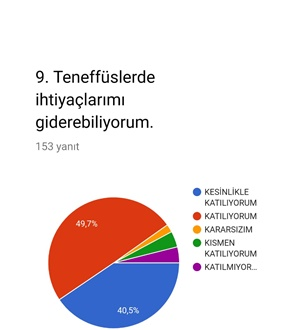 9. Teneffüslerde
ihtiyaçlarımı
giderebiliyorum.
153 yanıt
KESİNLİKLE
KATILIYORUM
KATILIYORUM
KARARSIZIM
KISMEN
KATILIYORUM
KATILMIYOR...
49,7%
40,5%